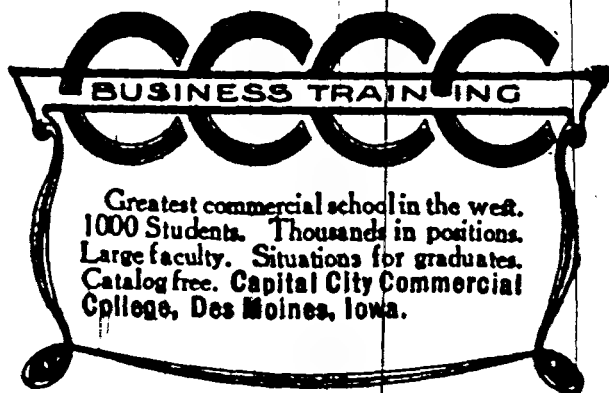 CCCC
BUSINESS TRAINING
Greatest commercial school in the west.
1000 Students. Thousands in positions.
Large faculty. Situations for graduates.
Catalog free. Capital City Commercial
College, Des Moines, Iowa.